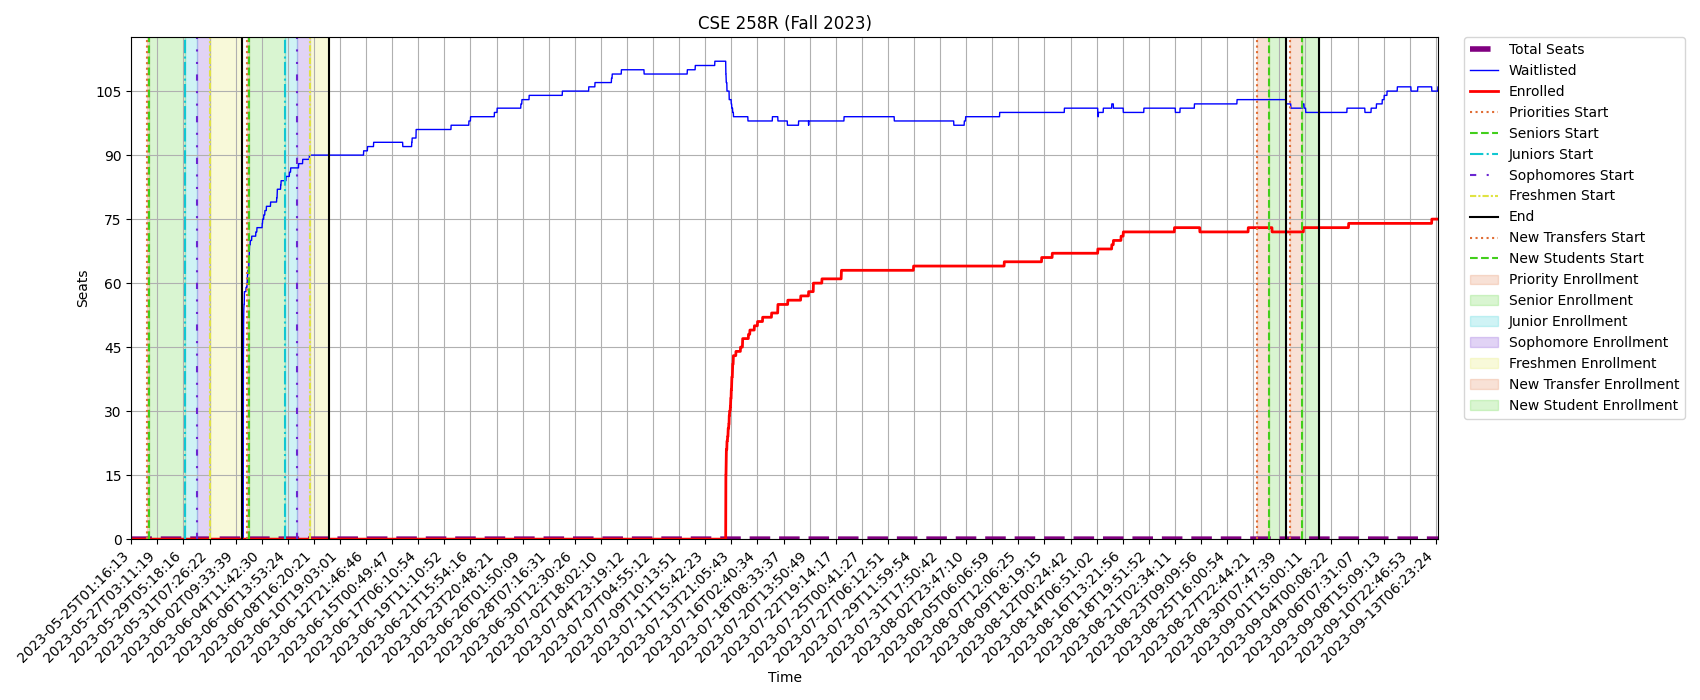 CSE 258R (Fall 2023)
Seats
105
90
75
60
45
30
15
0
2023-05-25T01:16:13
2023-05-27T03:11:19
2023-05-29T05:18:16
2023-05-31T07:26:22
2023-06-02T09:33:39
2023-06-04T11:42:30
2023-06-06T13:53:24
2023-06-08T16:20:21
2023-06-10T19:03:01
2023-06-12T21:46:46
2023-06-15T00:49:47
2023-06-17T06:10:54
2023-06-19T11:10:52
2023-06-21T15:54:16
2023-06-23T20:48:21
2023-06-26T01:50:09
2023-06-28T07:16:31
2023-06-30T12:30:26
2023-07-02T18:02:10
2023-07-04T23:19:12
2023-07-07T04:55:12
2023-07-09T10:13:51
2023-07-11T15:42:23
2023-07-13T21:05:43
2023-07-16T02:40:34
2023-07-18T08:33:37
2023-07-20T13:50:49
2023-07-22T19:14:17
2023-07-25T00:41:27
2023-07-27T06:12:51
2023-07-29T11:59:54
2023-07-31T17:50:42
2023-08-02T23:47:10
2023-08-05T06:06:59
2023-08-07T12:06:25
2023-08-09T18:19:15
2023-08-12T00:24:42
2023-08-14T06:51:02
2023-08-16T13:21:56
2023-08-18T19:51:52
2023-08-21T02:34:11
2023-08-23T09:09:56
2023-08-25T16:00:54
2023-08-27T22:44:21
2023-08-30T07:47:39
2023-09-01T15:00:11
2023-09-04T00:08:22
2023-09-06T07:31:07
2023-09-08T15:09:13
2023-09-10T22:46:53
2023-09-13T06:23:24
Time
Total Seats
Waitlisted
Enrolled
Priorities Start
Seniors Start
Juniors Start
Sophomores Start
Freshmen Start
End
New Transfers Start
New Students Start
Priority Enrollment
Senior Enrollment
Junior Enrollment
Sophomore Enrollment
Freshmen Enrollment
New Transfer Enrollment
New Student Enrollment